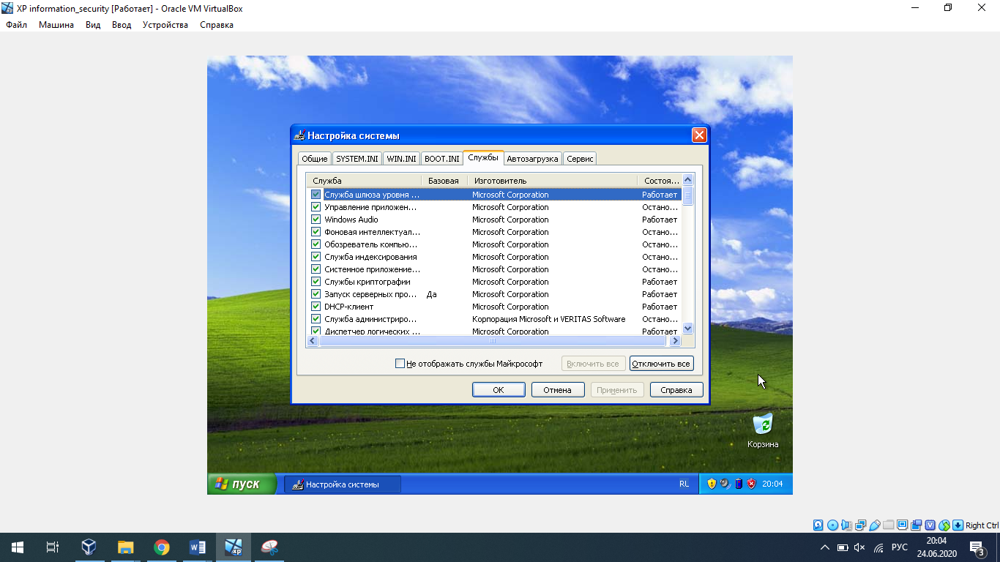 XP information_security [Работает] - Oracle VM VirtualBox
Файл Машина Вид Ввод Устройства Справка
Настройка системы
Общие SYSTEM.INI WIN.INI BOOT.INI Службы Автозагрузка Сервис
Служба Базовая Изготовитель Состоя...
Служба шлюза уровня ... Microsoft Corporation Работает
Управление приложен... Microsoft Corporation Остано...
Windows Audio Microsoft Corporation Работает
Фоновая интеллектуал... Microsoft Corporation Остано...
Обозреватель компью... Microsoft Corporation Остано...
Служба индексирования Microsoft Corporation Остано...
Системное приложение... Microsoft Corporation Остано...
Службы криптографии Microsoft Corporation Работает
Запуск серверных про... Да Microsoft Corporation Работает
DHCP-клиент Microsoft Corporation Работает
Служба администриро... Корпорация Microsoft и VERITAS Software Остано...
Диспетчер логических ... Microsoft Corporation Работает
Не отображать службы Майкрософт Включить все Отключить все
ОК Отмена Применить Справка
Корзина
пуск Настройка системы RL 20:04
Right Ctrl
W xp РУС 20:04 3
24.06.2020